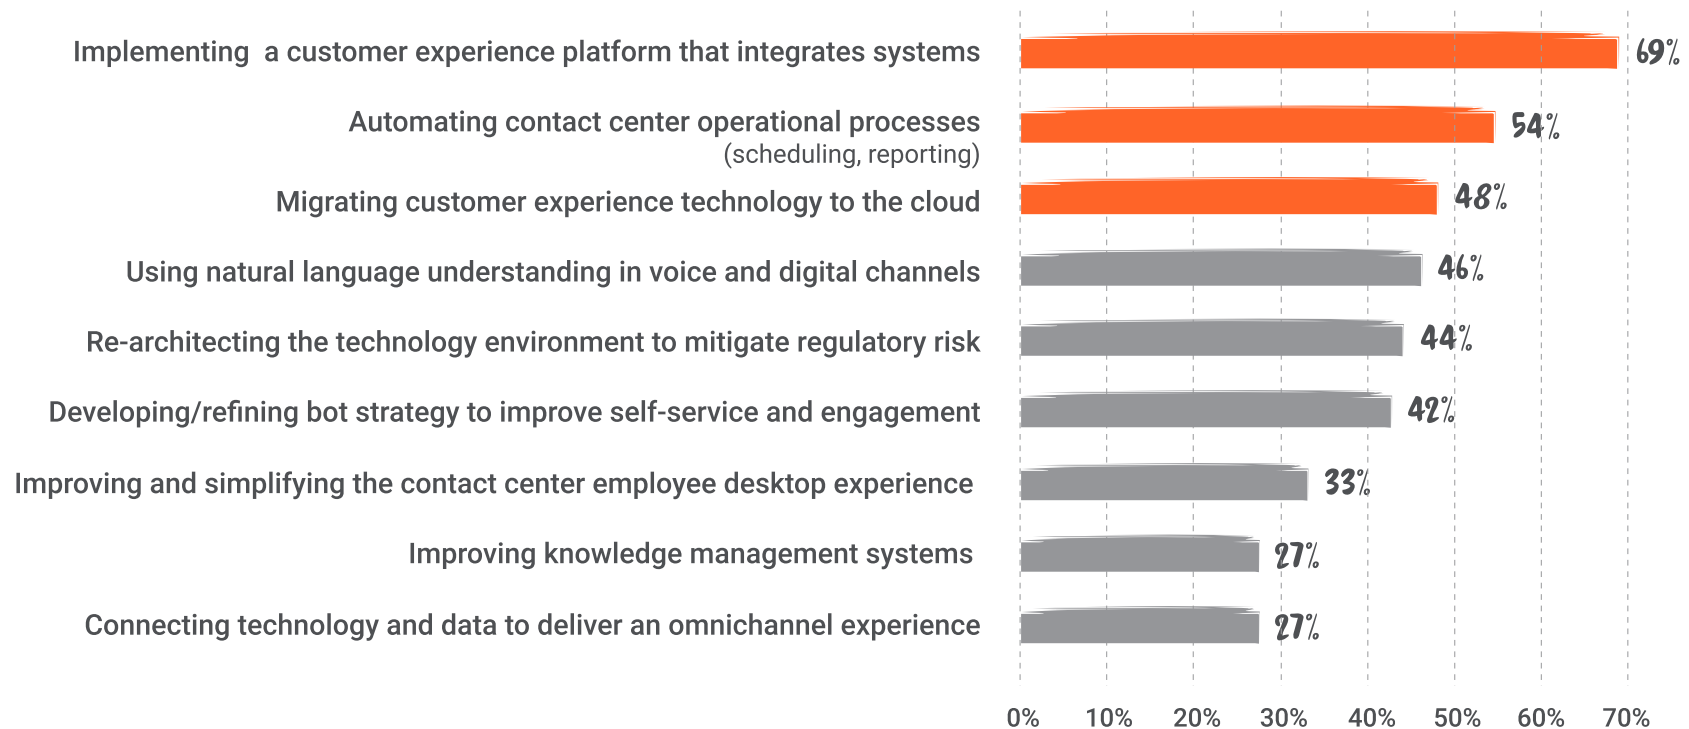 Implementing  a customer experience platform that integrates systems 69%
Automating contact center operational processes 54%
(scheduling, reporting)
Migrating customer experience technology to the cloud 48%
Using natural language understanding in voice and digital channels 46%
Re-architecting the technology environment to mitigate regulatory risk 44%
Developing/refining bot strategy to improve self-service and engagement 42%
Improving and simplifying the contact center employee desktop experience 33%
Improving knowledge management systems 27%
Connecting technology and data to deliver an omnichannel experience 27%
0% 10% 20% 30% 40% 50% 60% 70%